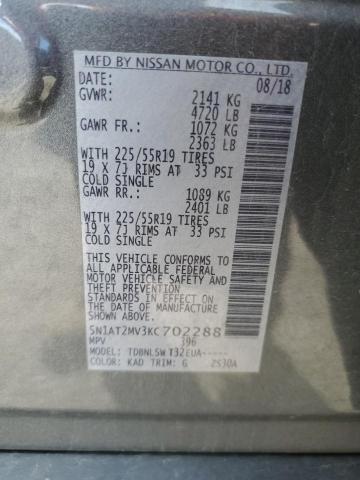 MFD BY NISSAN MOTOR CO., LTD.
DATE: 08/18
GVWR: 2141 KG
4720 LB
GAWR FR.: 1072 KG
2363 LB
WITH 225/55R19 TIRES
19 X 7J RIMS AT 33 PSI
COLD SINGLE
GAWR RR.: 1089 KG
2401 LB
WITH 225/55R19 TIRES
19 X 7J RIMS AT 33 PSI
COLD SINGLE
THIS VEHICLE CONFORMS TO
ALL APPLICABLE FEDERAL
MOTOR VEHICLE SAFETY AND
THEFT PREVENTION
STANDARDS IN EFFECT ON
THE DATE OF MANUFACTURE
5N1AT2MV3KC702288
MPV 396
MODEL: TDBNLSW T32EUA-----
COLOR: KAD TRIM: G 2S30A